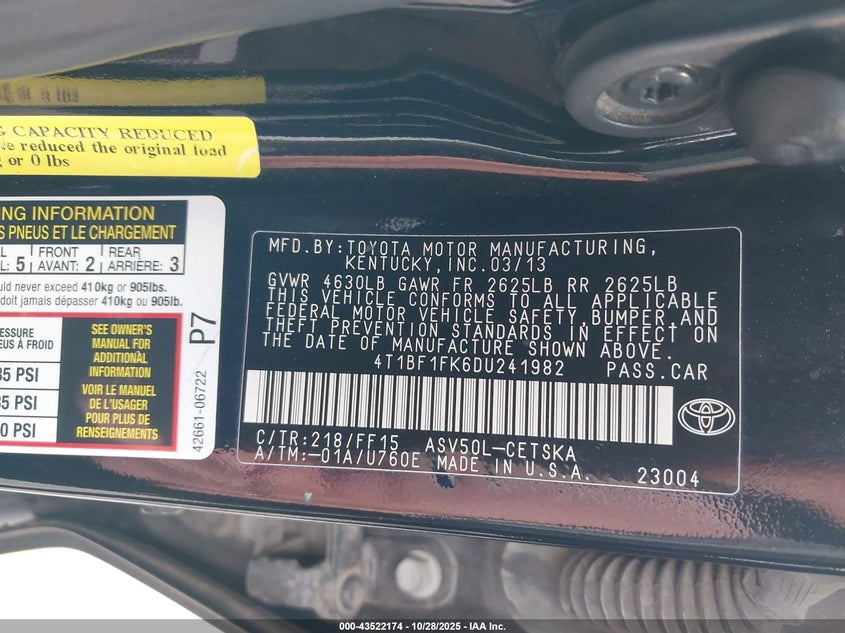 G CAPACITY REDUCED
ve reduced the original load
g or 0 lbs
ING INFORMATION
S PNEUS ET LE CHARGEMENT
L FRONT REAR
L: 5 AVANT: 2 ARRIÈRE: 3
uld never exceed 410kg or 905lbs.
doit jamais dépasser 410kg ou 905lb.
ESSURE
EUS À FROID
35 PSI
35 PSI
0 PSI
SEE OWNER'S
MANUAL FOR
ADDITIONAL
INFORMATION
VOIR LE MANUEL
DE L'USAGER
POUR PLUS DE
RENSEIGNEMENTS
P7
42661-06722
MFD.BY:TOYOTA MOTOR MANUFACTURING,
KENTUCKY, INC.03/13
GVWR 4630LB GAWR FR 2625LB RR 2625LB
THIS VEHICLE CONFORMS TO ALL APPLICABLE
FEDERAL MOTOR VEHICLE SAFETY, BUMPER, AND
THEFT PREVENTION STANDARDS IN EFFECT ON
THE DATE OF MANUFACTURE SHOWN ABOVE.
4T1BF1FK6DU241982 PASS.CAR
C/TR:218/FF15 ASV50L-CETSKA
A/TM:-01A/U760E MADE IN U.S.A.
23004
TOYOTA
000-43522174 | 10/28/2025 - IAA Inc.